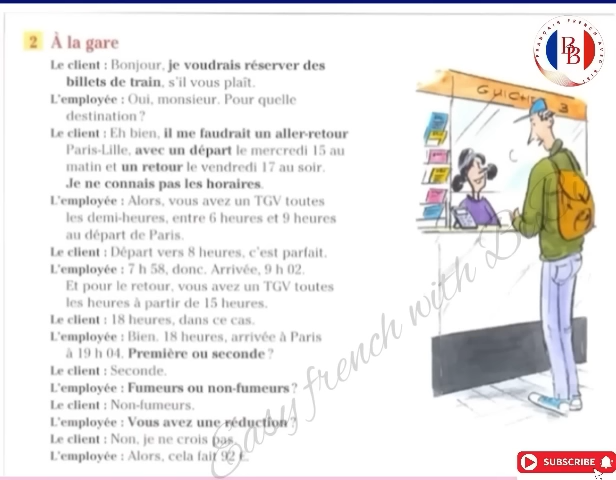 2 À la gare
Le client : Bonjour, je voudrais réserver des
billets de train, s'il vous plaît.
L'employée : Oui, monsieur. Pour quelle
destination ?
Le client : Eh bien, il me faudrait un aller-retour
Paris-Lille, avec un départ le mercredi 15 au
matin et un retour le vendredi 17 au soir.
Je ne connais pas les horaires.
L'employée : Alors, vous avez un TGV toutes
les demi-heures, entre 6 heures et 9 heures
au départ de Paris.
Le client : Départ vers 8 heures, c'est parfait.
L'employée : 7 h 58, donc. Arrivée, 9 h 02.
Et pour le retour, vous avez un TGV toutes
les heures à partir de 15 heures.
Le client : 18 heures, dans ce cas.
L'employée : Bien. 18 heures, arrivée à Paris
à 19 h 04. Première ou seconde ?
Le client : Seconde.
L'employée : Fumeurs ou non-fumeurs ?
Le client : Non-fumeurs.
L'employée : Vous avez une réduction ?
Le client : Non, je ne crois pas.
L'employée : Alors, cela fait 92 €.
GUICHET 3
BB
Easy french with
SUBSCRIBE